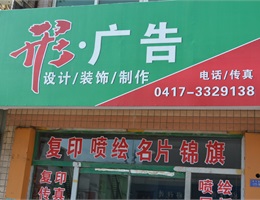 彩·广告
设计/装饰/制作
电话/传真
0417-3329138
复印 喷绘 名片 锦旗
复印
传真
喷